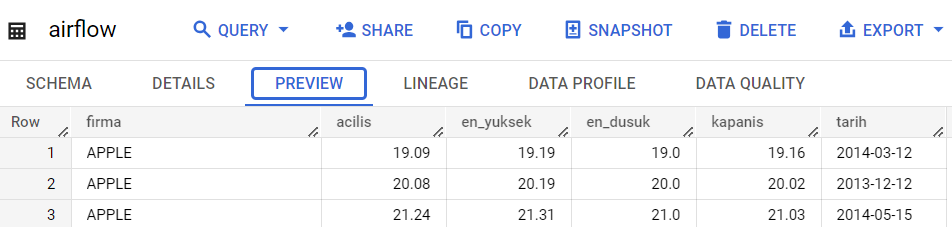 airflow QUERY SHARE COPY SNAPSHOT DELETE EXPORT
SCHEMA DETAILS PREVIEW LINEAGE DATA PROFILE DATA QUALITY
Row firma acilis en_yuksek en_dusuk kapanis tarih
1 APPLE 19.09 19.19 19.0 19.16 2014-03-12
2 APPLE 20.08 20.19 20.0 20.02 2013-12-12
3 APPLE 21.24 21.31 21.0 21.03 2014-05-15